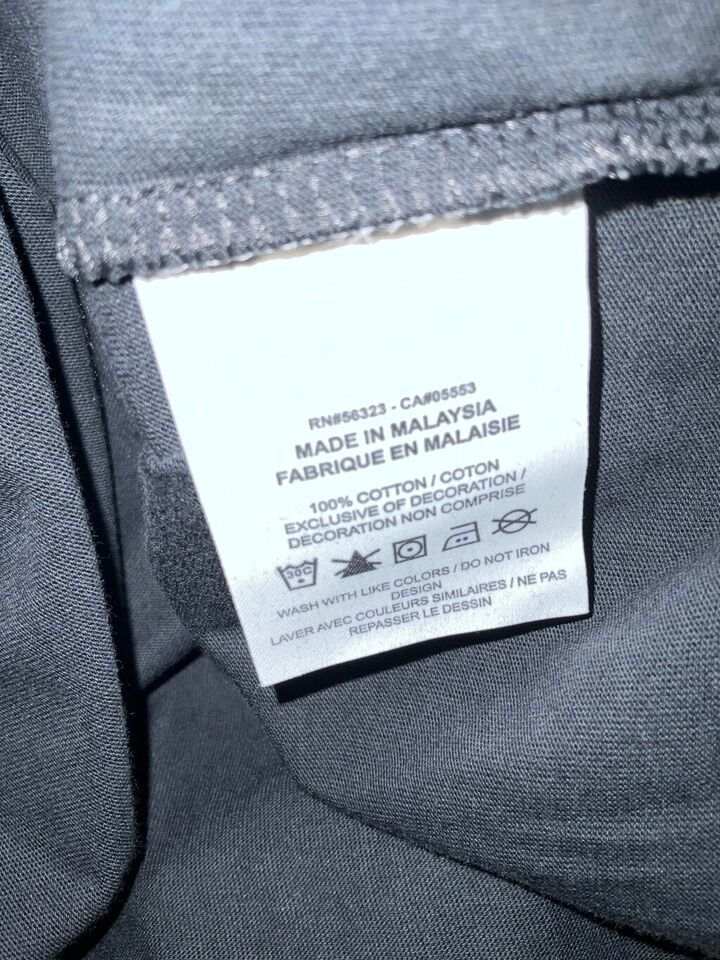 RN#56323 - CA#05553
MADE IN MALAYSIA
FABRIQUE EN MALAISIE
100% COTTON / COTON
EXCLUSIVE OF DECORATION /
DECORATION NON COMPRISE
30C
WASH WITH LIKE COLORS / DO NOT IRON
DESIGN
LAVER AVEC COULEURS SIMILAIRES / NE PAS
REPASSER LE DESSIN